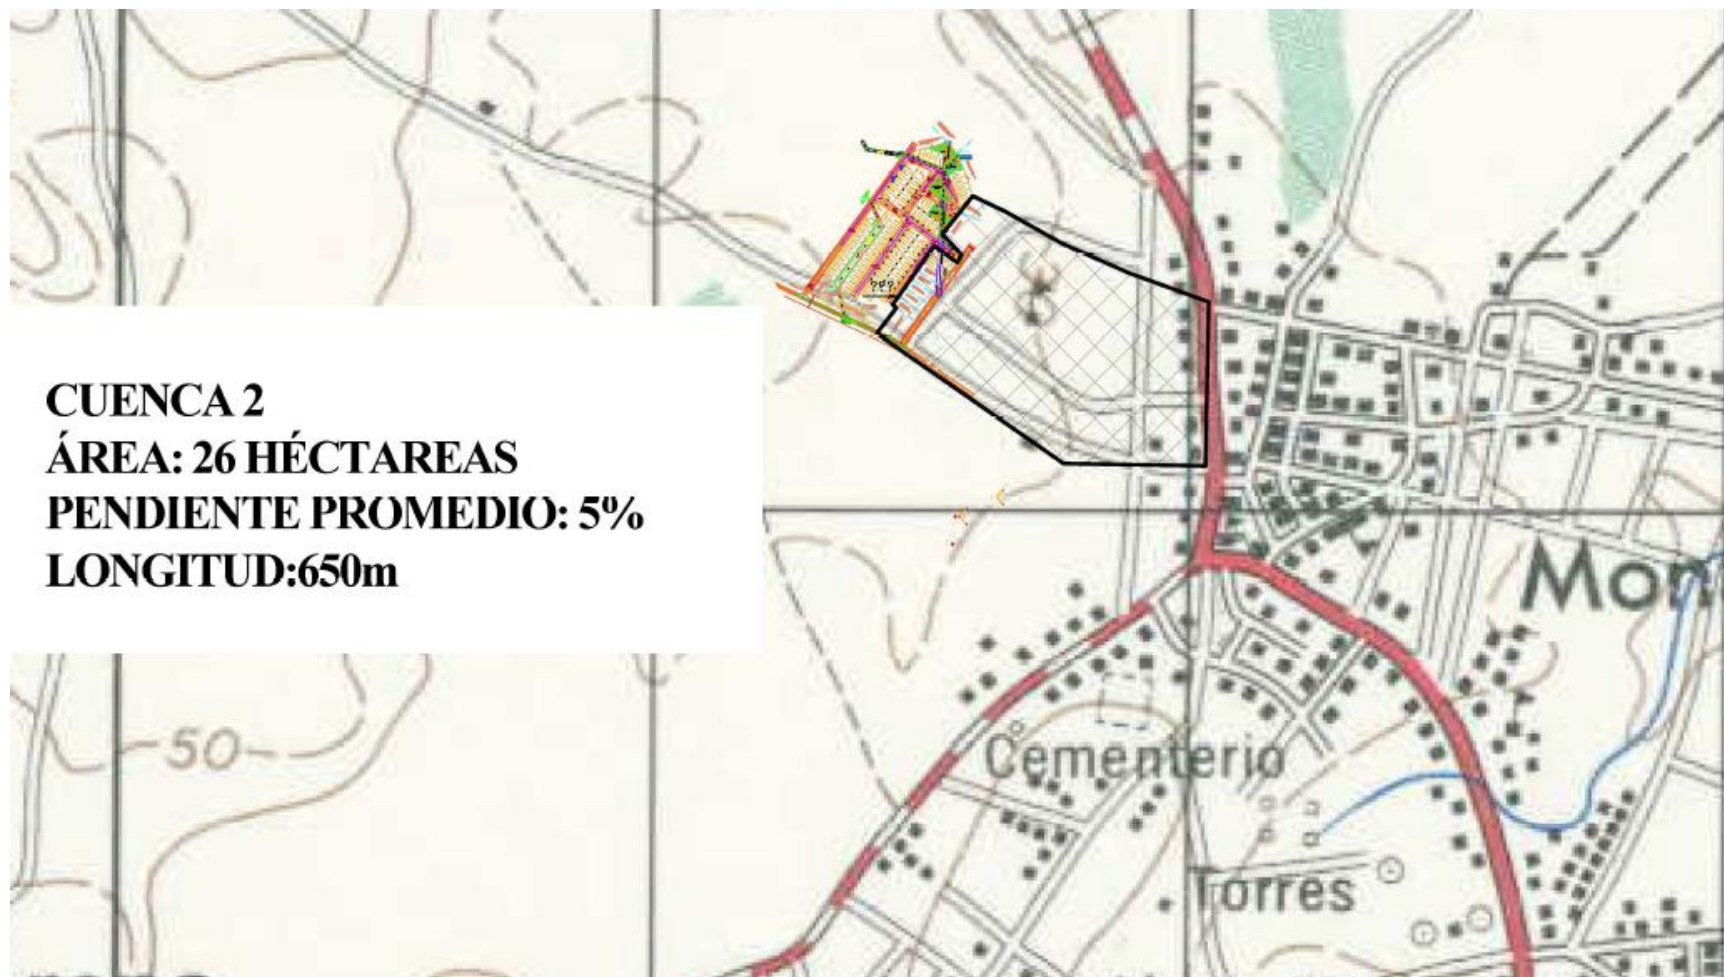 CUENCA 2
ÁREA: 26 HÉCTAREAS
PENDIENTE PROMEDIO: 5%
LONGITUD:650m
Mon
50
Cementerio
Torres